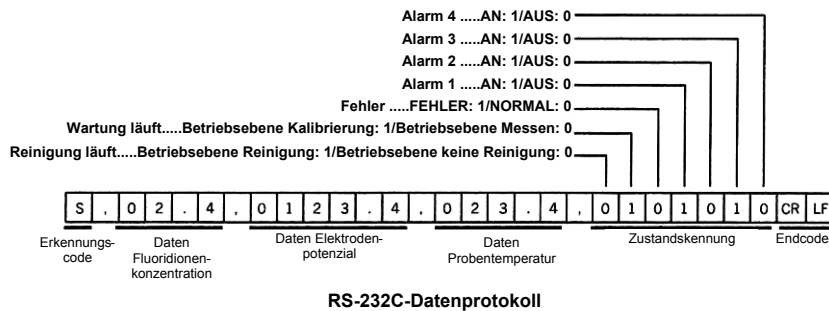 Alarm 4 .....AN: 1/AUS: 0
Alarm 3 .....AN: 1/AUS: 0
Alarm 2 .....AN: 1/AUS: 0
Alarm 1 .....AN: 1/AUS: 0
Fehler .....FEHLER: 1/NORMAL: 0
Wartung läuft.....Betriebsebene Kalibrierung: 1/Betriebsebene Messen: 0
Reinigung läuft.....Betriebsebene Reinigung: 1/Betriebsebene keine Reinigung: 0
S , 0 2 . 4 , 0 1 2 3 . 4 , 0 2 3 . 4 , 0 1 0 1 0 1 0 CR LF
Erkennungs-
code
Daten
Fluoridionen-
konzentration
Daten Elektroden-
potenzial
Daten
Probentemperatur
Zustandskennung
Endcode
RS-232C-Datenprotokoll